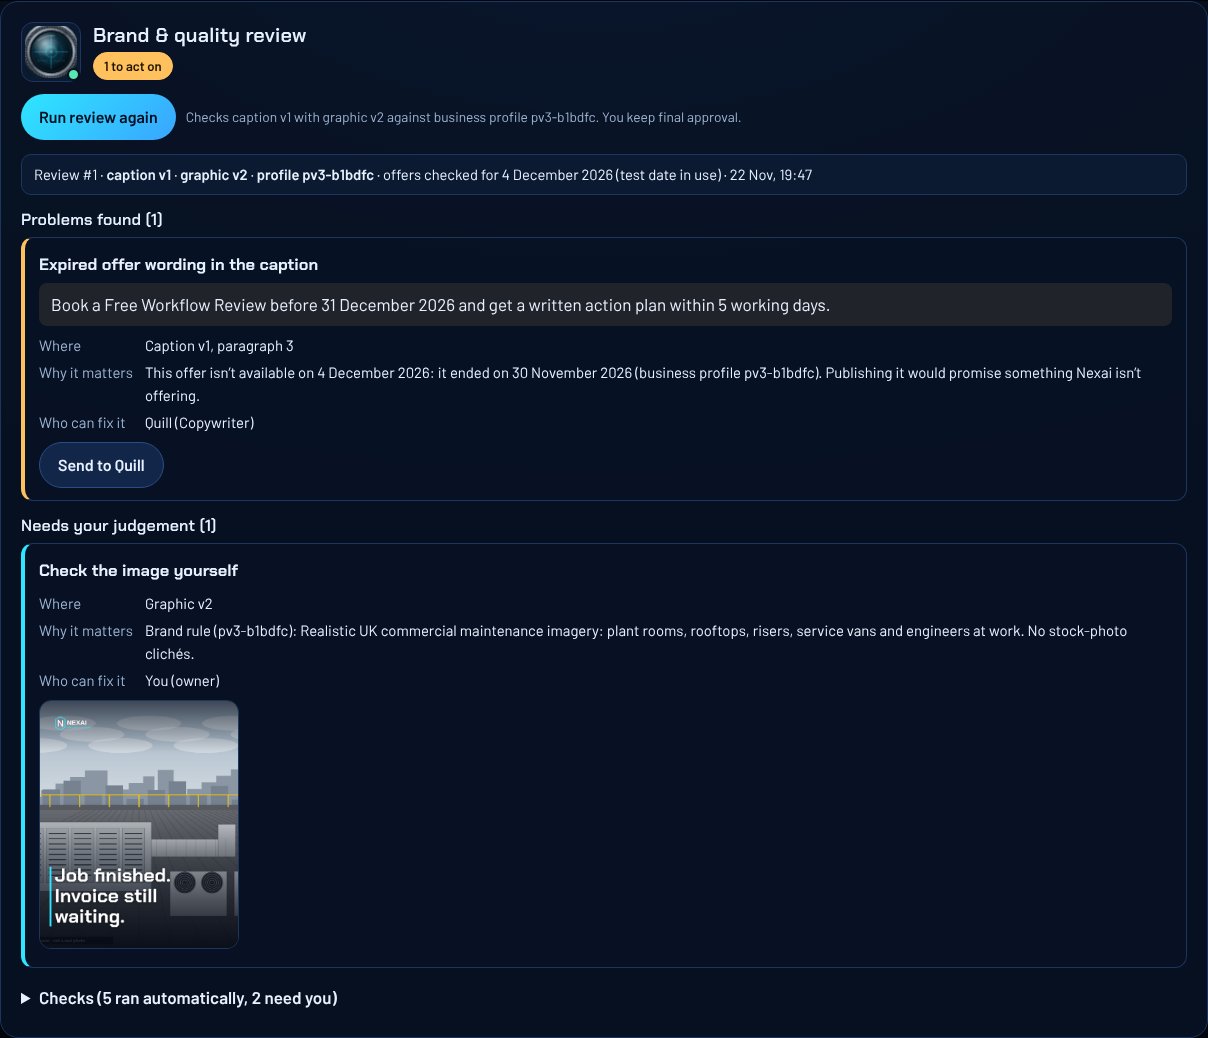 Brand & quality review
1 to act on
Run review again
Checks caption v1 with graphic v2 against business profile pv3-b1bdfc. You keep final approval.
Review #1 · caption v1 · graphic v2 · profile pv3-b1bdfc · offers checked for 4 December 2026 (test date in use) · 22 Nov, 19:47
Problems found (1)
Expired offer wording in the caption
Book a Free Workflow Review before 31 December 2026 and get a written action plan within 5 working days.
Where Caption v1, paragraph 3
Why it matters This offer isn't available on 4 December 2026: it ended on 30 November 2026 (business profile pv3-b1bdfc). Publishing it would promise something Nexai isn't
offering.
Who can fix it Quill (Copywriter)
Send to Quill
Needs your judgement (1)
Check the image yourself
Where Graphic v2
Why it matters Brand rule (pv3-b1bdfc): Realistic UK commercial maintenance imagery: plant rooms, rooftops, risers, service vans and engineers at work. No stock-photo
clichés.
Who can fix it You (owner)
N NEXAI
Job finished.
Invoice still
waiting.
Checks (5 ran automatically, 2 need you)